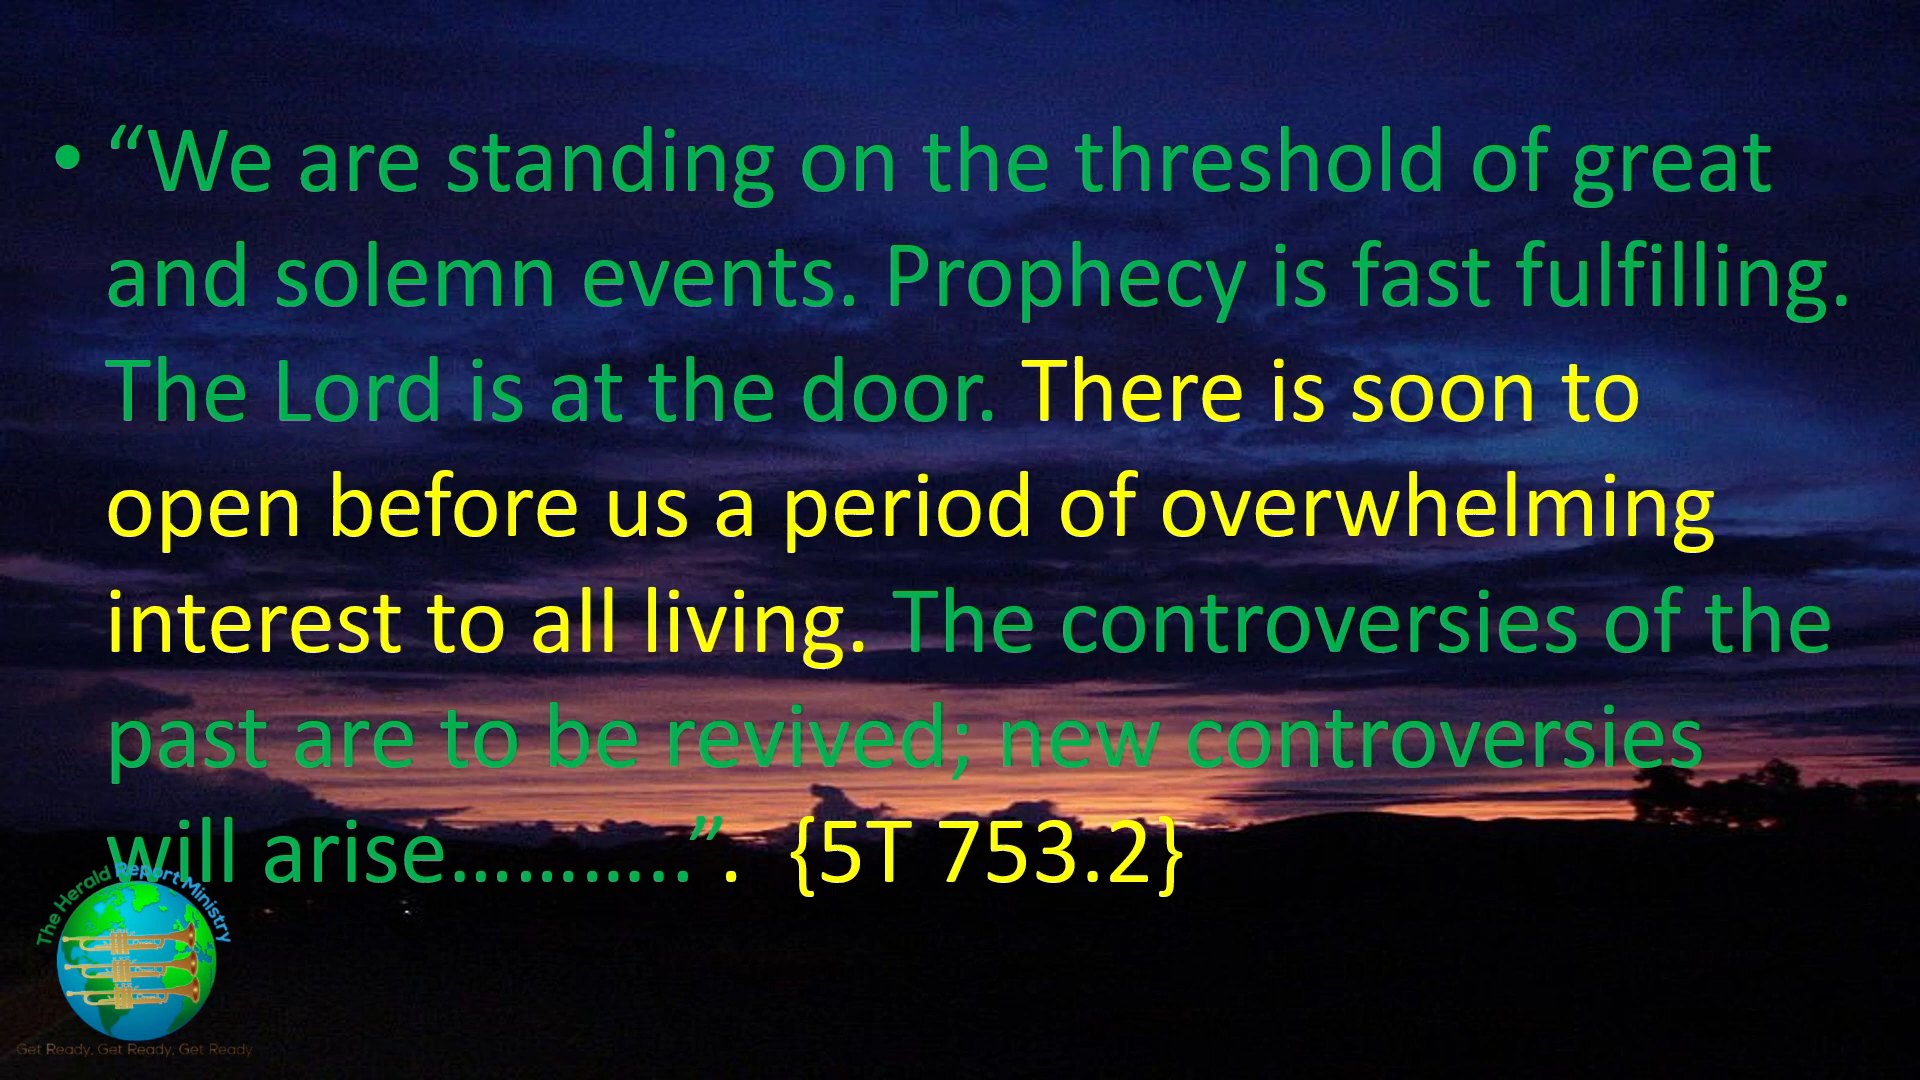 • “We are standing on the threshold of great
and solemn events. Prophecy is fast fulfilling.
The Lord is at the door. There is soon to
open before us a period of overwhelming
interest to all living. The controversies of the
past are to be revived; new controversies
will arise………..”. {5T 753.2}
The Herald Report Ministry
Get Ready, Get Ready, Get Ready